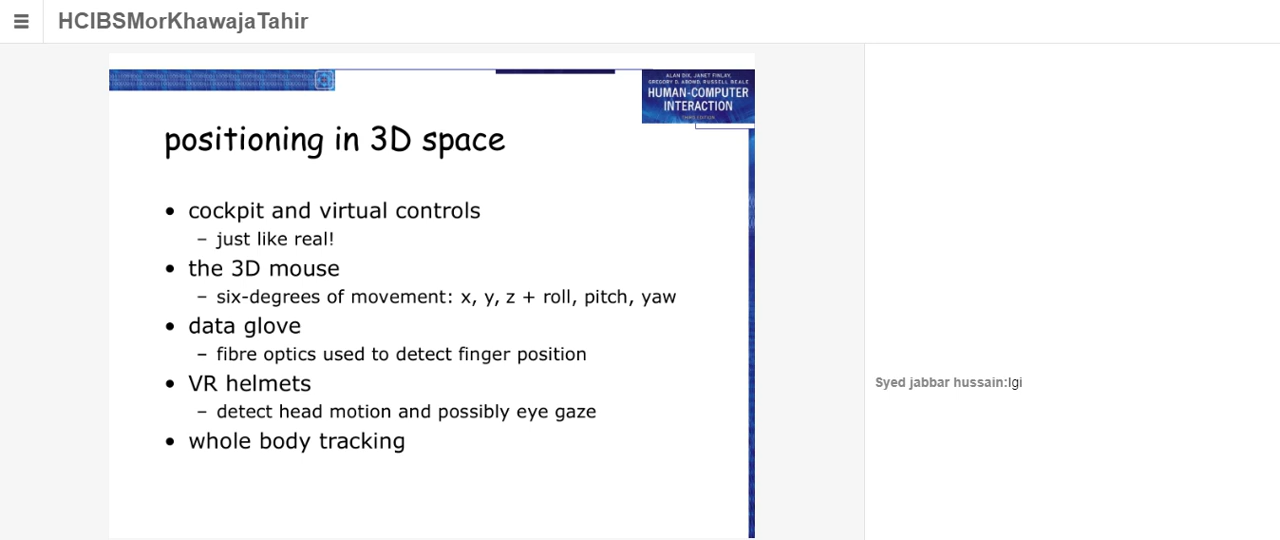 HCIBSMorKhawajaTahir
ALAN DIX, JANET FINLAY,
GREGORY D. ABOWD, RUSSELL BEALE
HUMAN-COMPUTER
INTERACTION
THIRD EDITION
positioning in 3D space
• cockpit and virtual controls
– just like real!
• the 3D mouse
– six-degrees of movement: x, y, z + roll, pitch, yaw
• data glove
– fibre optics used to detect finger position
• VR helmets
– detect head motion and possibly eye gaze
• whole body tracking
Syed jabbar hussain:lgi